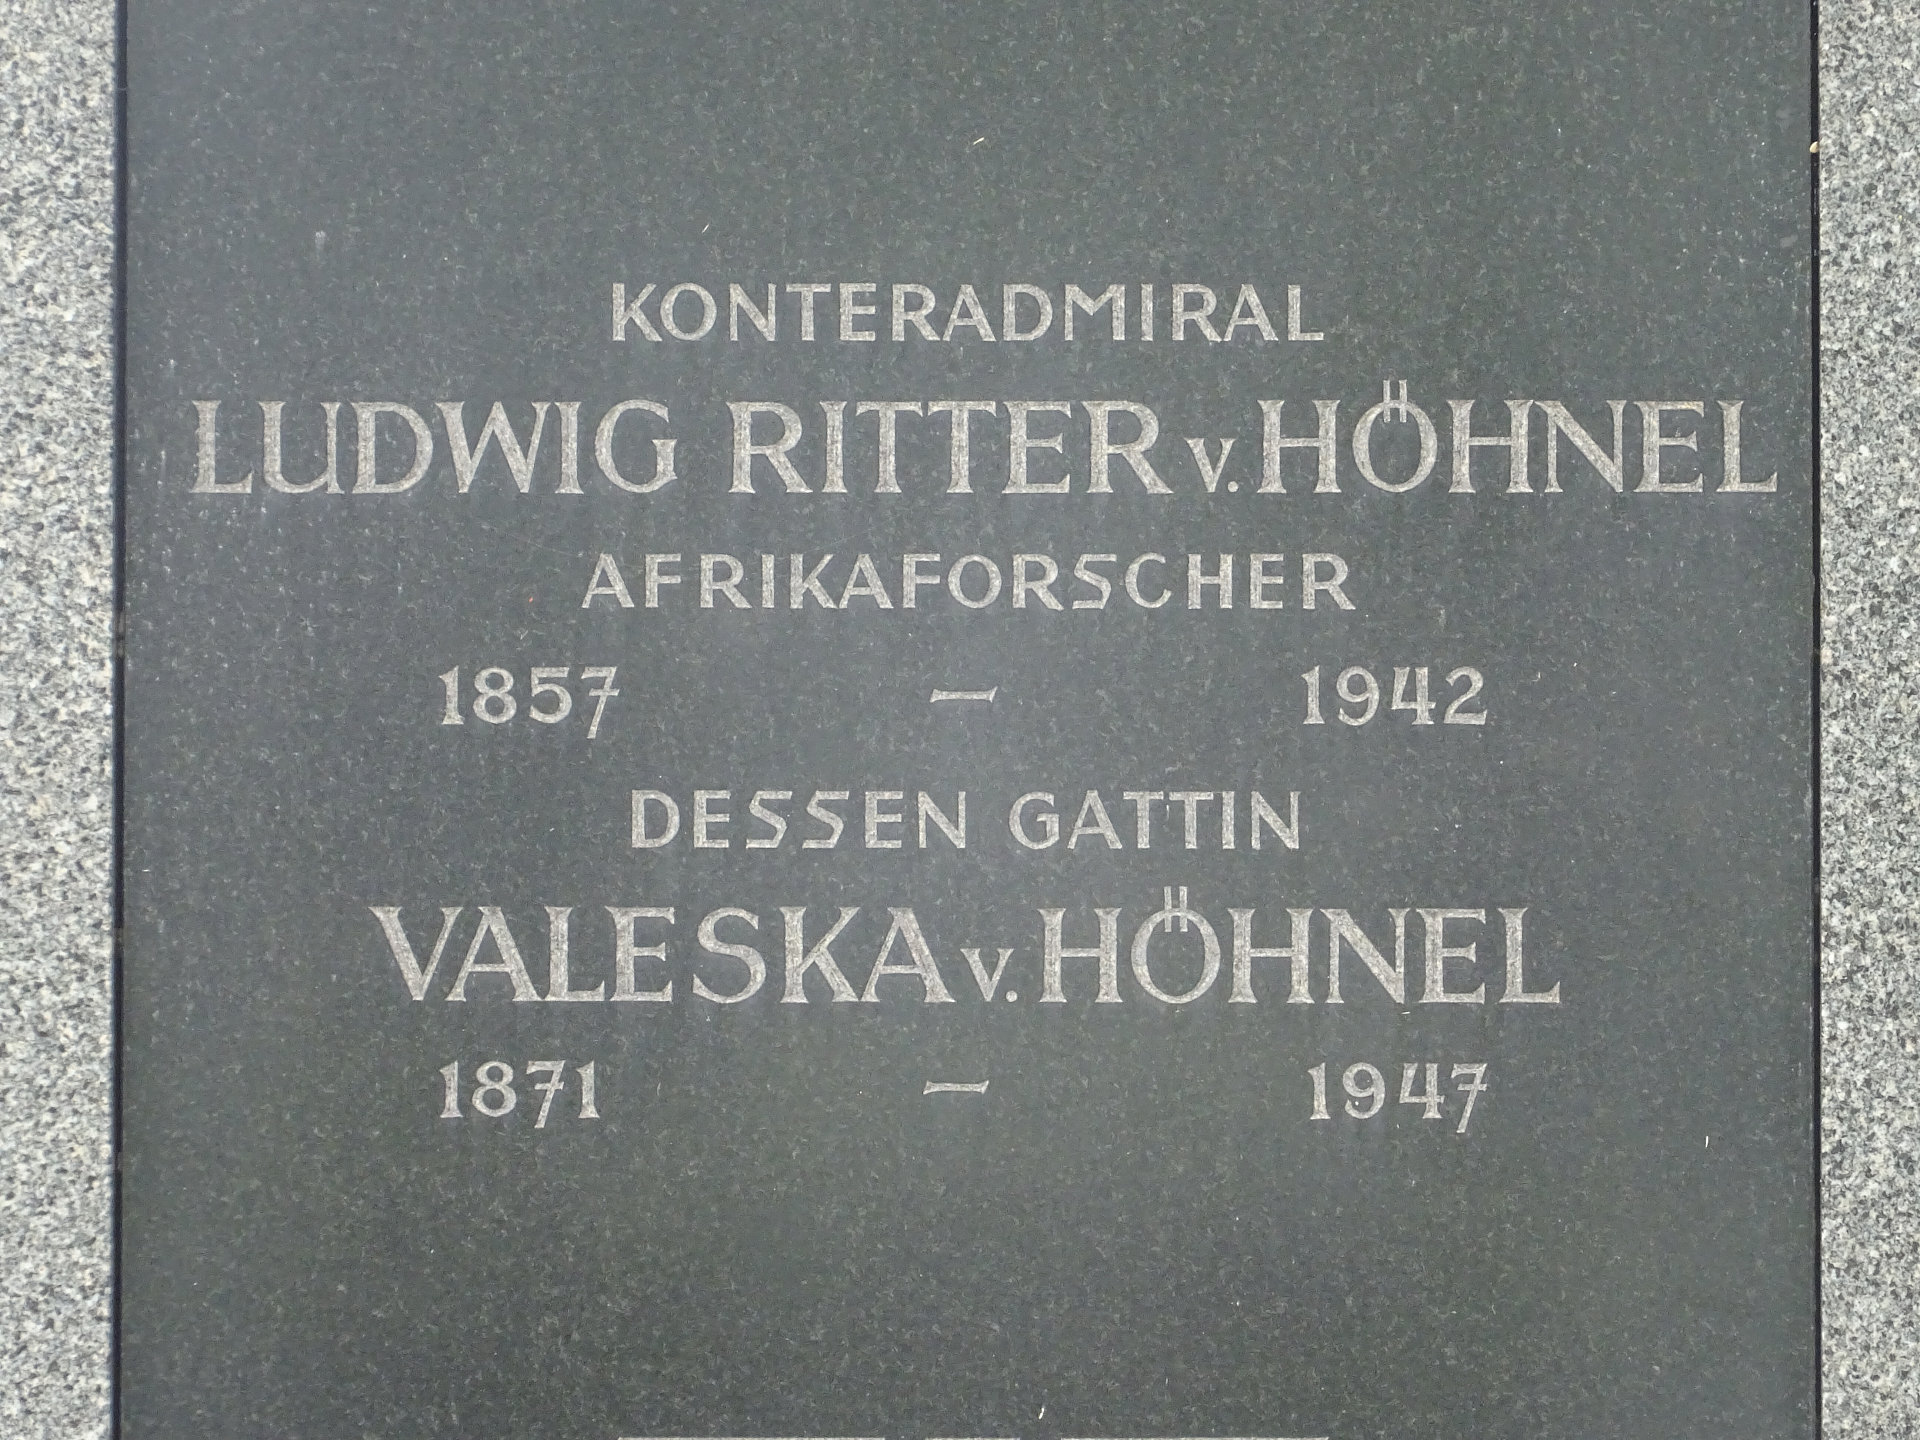 KONTERADMIRAL
LUDWIG RITTER v. HÖHNEL
AFRIKAFORSCHER
1857 – 1942
DESSEN GATTIN
VALESKA v. HÖHNEL
1871 – 1947